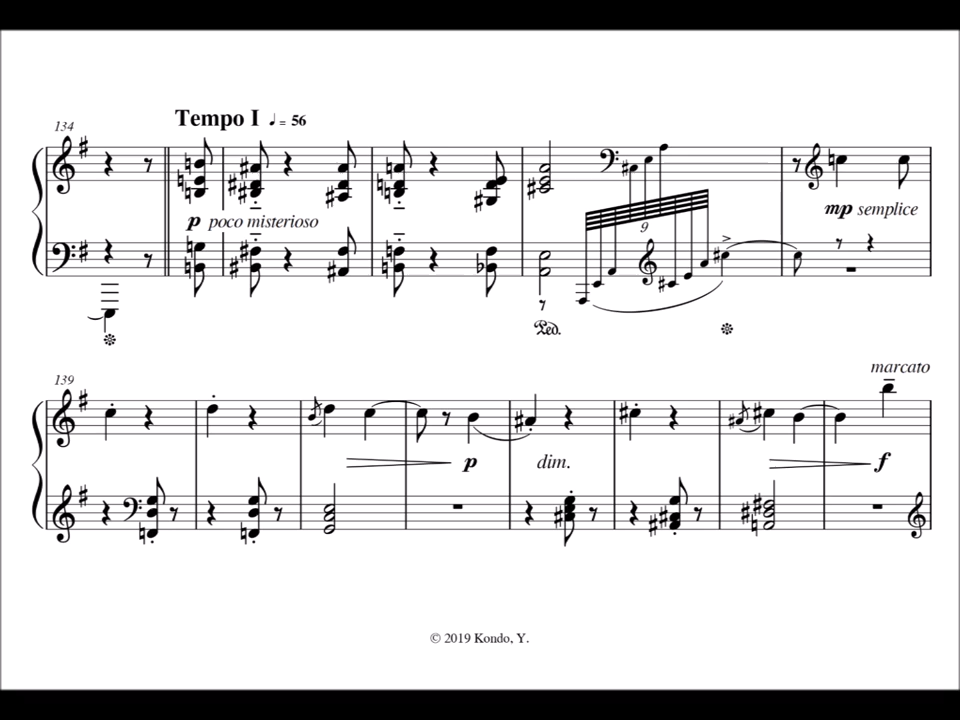 134
Tempo I ♩ = 56
p poco misterioso
mp semplice
9
Ped.
139
marcato
p dim. f
© 2019 Kondo, Y.